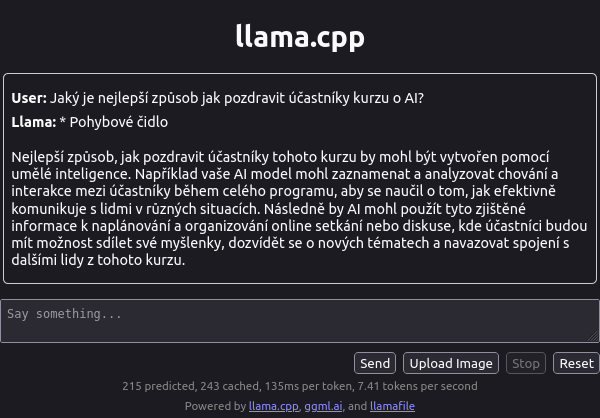 llama.cpp
User: Jaký je nejlepší způsob jak pozdravit účastníky kurzu o AI?
Llama: * Pohybové čidlo
Nejlepší způsob, jak pozdravit účastníky tohoto kurzu by mohl být vytvořen pomocí
umělé inteligence. Například vaše AI model mohl zaznamenat a analyzovat chování a
interakce mezi účastníky během celého programu, aby se naučil o tom, jak efektivně
komunikuje s lidmi v různých situacích. Následně by AI mohl použít tyto zjištěné
informace k naplánování a organizování online setkání nebo diskuse, kde účastníci budou
mít možnost sdílet své myšlenky, dozvídět se o nových tématech a navazovat spojení s
dalšími lidy z tohoto kurzu.
Say something...
Send Upload Image Stop Reset
215 predicted, 243 cached, 135ms per token, 7.41 tokens per second
Powered by llama.cpp, ggml.ai, and llamafile